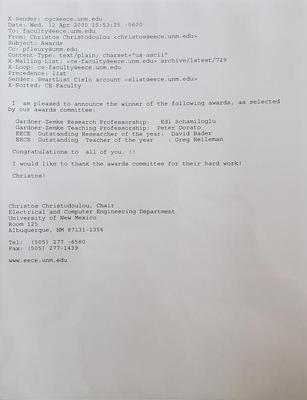 X-Sender: cgc@eece.unm.edu
Date: Wed, 12 Apr 2000 15:53:25 -0600
To: faculty@eece.unm.edu
From: Christos Christodoulou <christos@eece.unm.edu>
Subject: Awards
Cc: pfleury@unm.edu
Content-Type: text/plain; charset="us-ascii"
X-Mailing-List: <ce-faculty@eece.unm.edu> archive/latest/729
X-Loop: ce-faculty@eece.unm.edu
Precedence: list
Sender: SmartList Cielo account <slist@eece.unm.edu>
X-Sorted: CE-Faculty
I am pleased to announce the winner of the following awards, as selected
by our awards committee:
Gardner-Zemke Research Professorship: Edl Schamiloglu
Gardner-Zemke Teaching Professorship: Peter Dorato
EECE Outstanding Researcher of the year: David Bader
EECE Outstanding Teacher of the year : Greg Heileman
Congratulations to all of you. !!
I would like to thank the awards committee for their hard work!
Christos!
Christos Christodoulou, Chair
Electrical and Computer Engineering Department
University of New Mexico
Room 125
Albuquerque, NM 87131-1356
Tel: (505) 277 -6580
Fax: (505) 277-1439
www.eece.unm.edu